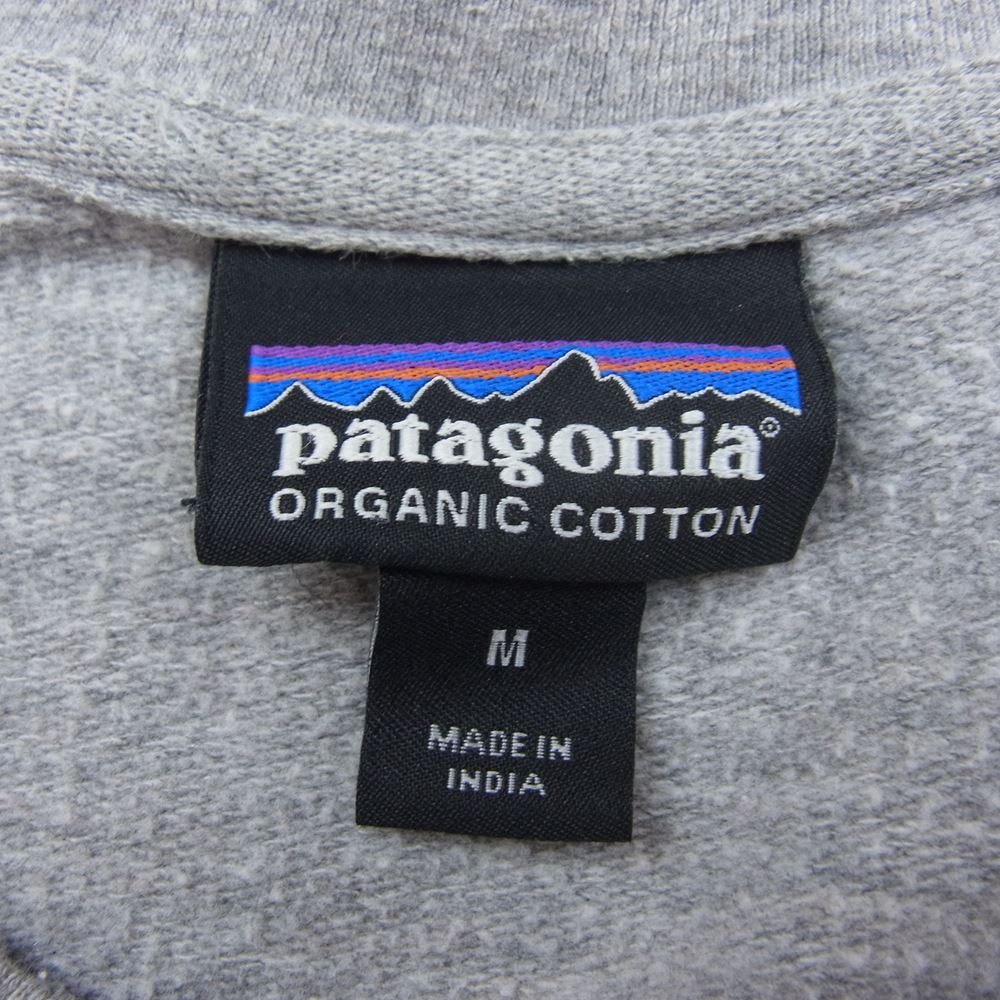 patagonia®
ORGANIC COTTON
M
MADE IN
INDIA